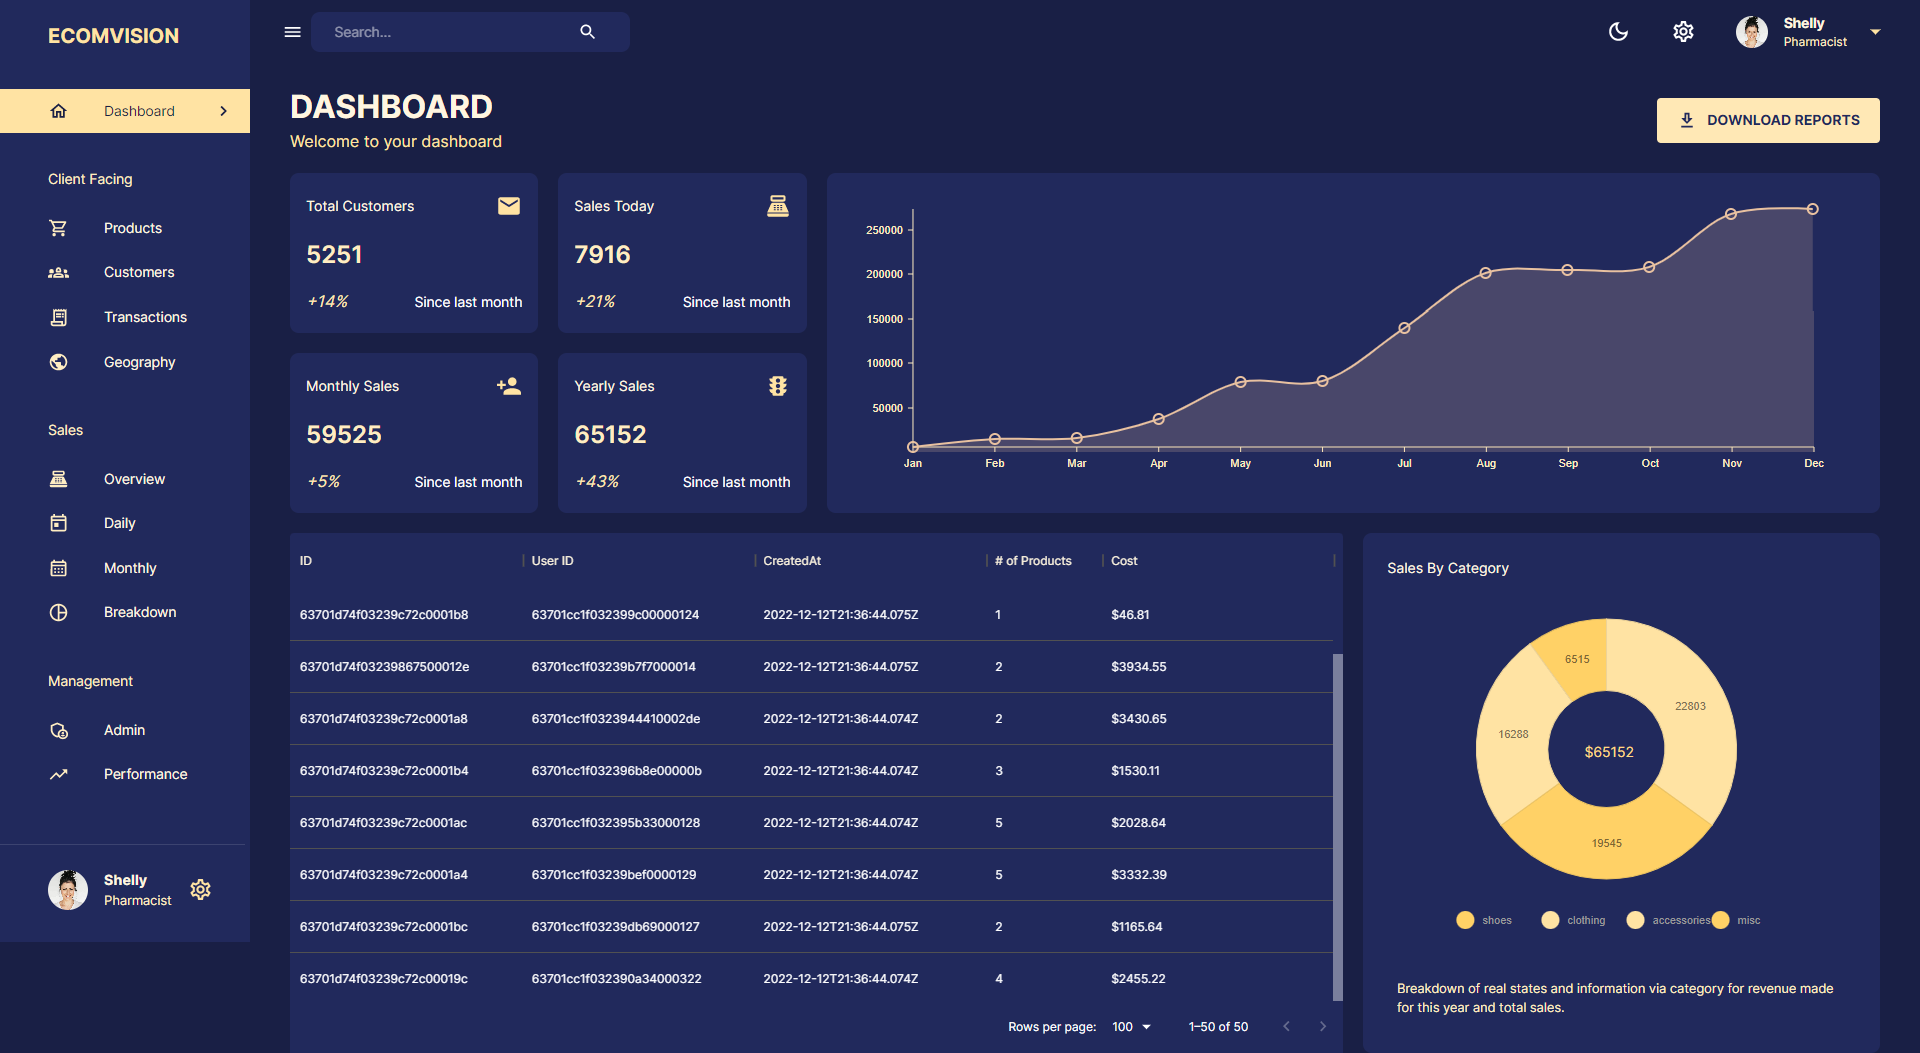 ECOMVISION
Search...
Shelly
Pharmacist
Dashboard
Client Facing
Products
Customers
Transactions
Geography
Sales
Overview
Daily
Monthly
Breakdown
Management
Admin
Performance
Shelly
Pharmacist
DASHBOARD
Welcome to your dashboard
DOWNLOAD REPORTS
Total Customers
5251
+14% Since last month
Sales Today
7916
+21% Since last month
Monthly Sales
59525
+5% Since last month
Yearly Sales
65152
+43% Since last month
250000
200000
150000
100000
50000
Jan Feb Mar Apr May Jun Jul Aug Sep Oct Nov Dec
ID User ID CreatedAt # of Products Cost
63701d74f03239c72c0001b8 63701cc1f032399c00000124 2022-12-12T21:36:44.075Z 1 $46.81
63701d74f03239867500012e 63701cc1f03239b7f7000014 2022-12-12T21:36:44.075Z 2 $3934.55
63701d74f03239c72c0001a8 63701cc1f0323944410002de 2022-12-12T21:36:44.074Z 2 $3430.65
63701d74f03239c72c0001b4 63701cc1f032396b8e00000b 2022-12-12T21:36:44.074Z 3 $1530.11
63701d74f03239c72c0001ac 63701cc1f032395b33000128 2022-12-12T21:36:44.074Z 5 $2028.64
63701d74f03239c72c0001a4 63701cc1f03239bef0000129 2022-12-12T21:36:44.074Z 5 $3332.39
63701d74f03239c72c0001bc 63701cc1f03239db69000127 2022-12-12T21:36:44.075Z 2 $1165.64
63701d74f03239c72c00019c 63701cc1f032390a34000322 2022-12-12T21:36:44.074Z 4 $2455.22
Rows per page: 100 1–50 of 50
Sales By Category
6515
22803
16288
$65152
19545
shoes clothing accessories misc
Breakdown of real states and information via category for revenue made
for this year and total sales.